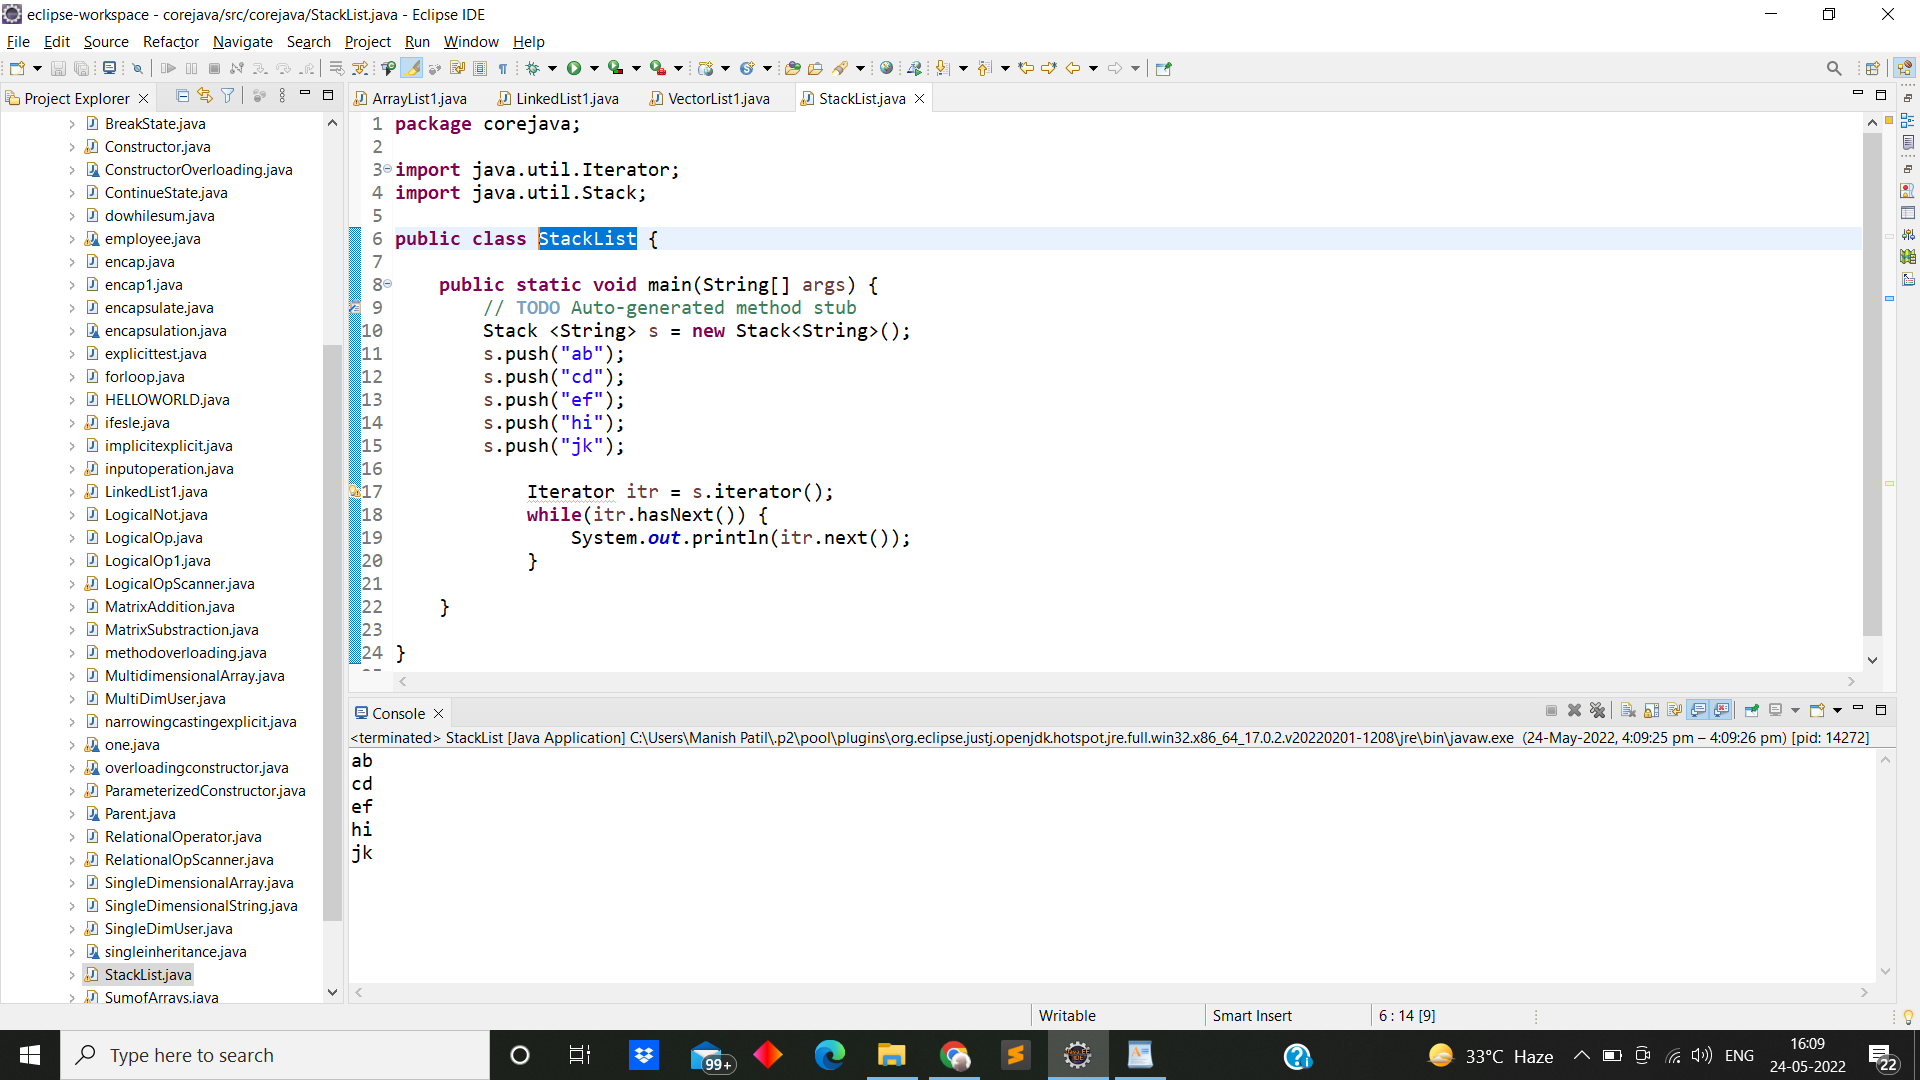 eclipse-workspace - corejava/src/corejava/StackList.java - Eclipse IDE
File Edit Source Refactor Navigate Search Project Run Window Help
Project Explorer
ArrayList1.java LinkedList1.java VectorList1.java StackList.java
BreakState.java
Constructor.java
ConstructorOverloading.java
ContinueState.java
dowhilesum.java
employee.java
encap.java
encap1.java
encapsulate.java
encapsulation.java
explicittest.java
forloop.java
HELLOWORLD.java
ifesle.java
implicitexplicit.java
inputoperation.java
LinkedList1.java
LogicalNot.java
LogicalOp.java
LogicalOp1.java
LogicalOpScanner.java
MatrixAddition.java
MatrixSubstraction.java
methodoverloading.java
MultidimensionalArray.java
MultiDimUser.java
narrowingcastingexplicit.java
one.java
overloadingconstructor.java
ParameterizedConstructor.java
Parent.java
RelationalOperator.java
RelationalOpScanner.java
SingleDimensionalArray.java
SingleDimensionalString.java
SingleDimUser.java
singleinheritance.java
StackList.java
SumofArrays.java
1 package corejava;
2
3 import java.util.Iterator;
4 import java.util.Stack;
5
6 public class StackList {
7
8 public static void main(String[] args) {
9 // TODO Auto-generated method stub
10 Stack <String> s = new Stack<String>();
11 s.push("ab");
12 s.push("cd");
13 s.push("ef");
14 s.push("hi");
15 s.push("jk");
16
17 Iterator itr = s.iterator();
18 while(itr.hasNext()) {
19 System.out.println(itr.next());
20 }
21
22 }
23
24 }
Console
<terminated> StackList [Java Application] C:\Users\Manish Patil\.p2\pool\plugins\org.eclipse.justj.openjdk.hotspot.jre.full.win32.x86_64_17.0.2.v20220201-1208\jre\bin\javaw.exe (24-May-2022, 4:09:25 pm – 4:09:26 pm) [pid: 14272]
ab
cd
ef
hi
jk
Writable Smart Insert 6 : 14 [9]
Type here to search
99+
33°C Haze
ENG
16:09
24-05-2022
22